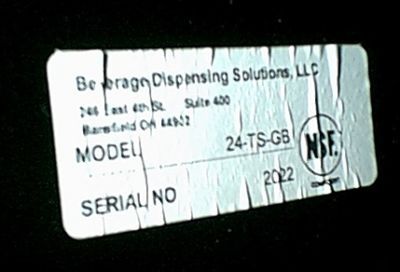 Beverage Dispensing Solutions, LLC
246 East 4th St. Suite 400
Mansfield OH 44902
MODEL 24-TS-GB
NSF.
SERIAL NO 2022